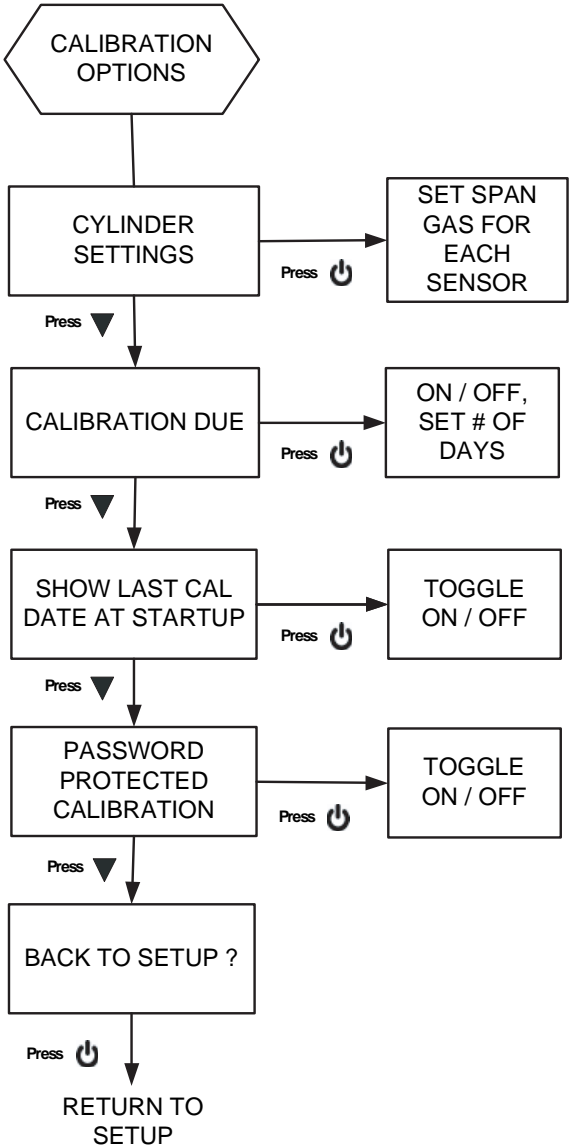 CALIBRATION
OPTIONS
CYLINDER
SETTINGS
Press
SET SPAN
GAS FOR
EACH
SENSOR
Press
CALIBRATION DUE
Press
ON / OFF,
SET # OF
DAYS
Press
SHOW LAST CAL
DATE AT STARTUP
Press
TOGGLE
ON / OFF
Press
PASSWORD
PROTECTED
CALIBRATION
Press
TOGGLE
ON / OFF
Press
BACK TO SETUP ?
Press
RETURN TO
SETUP